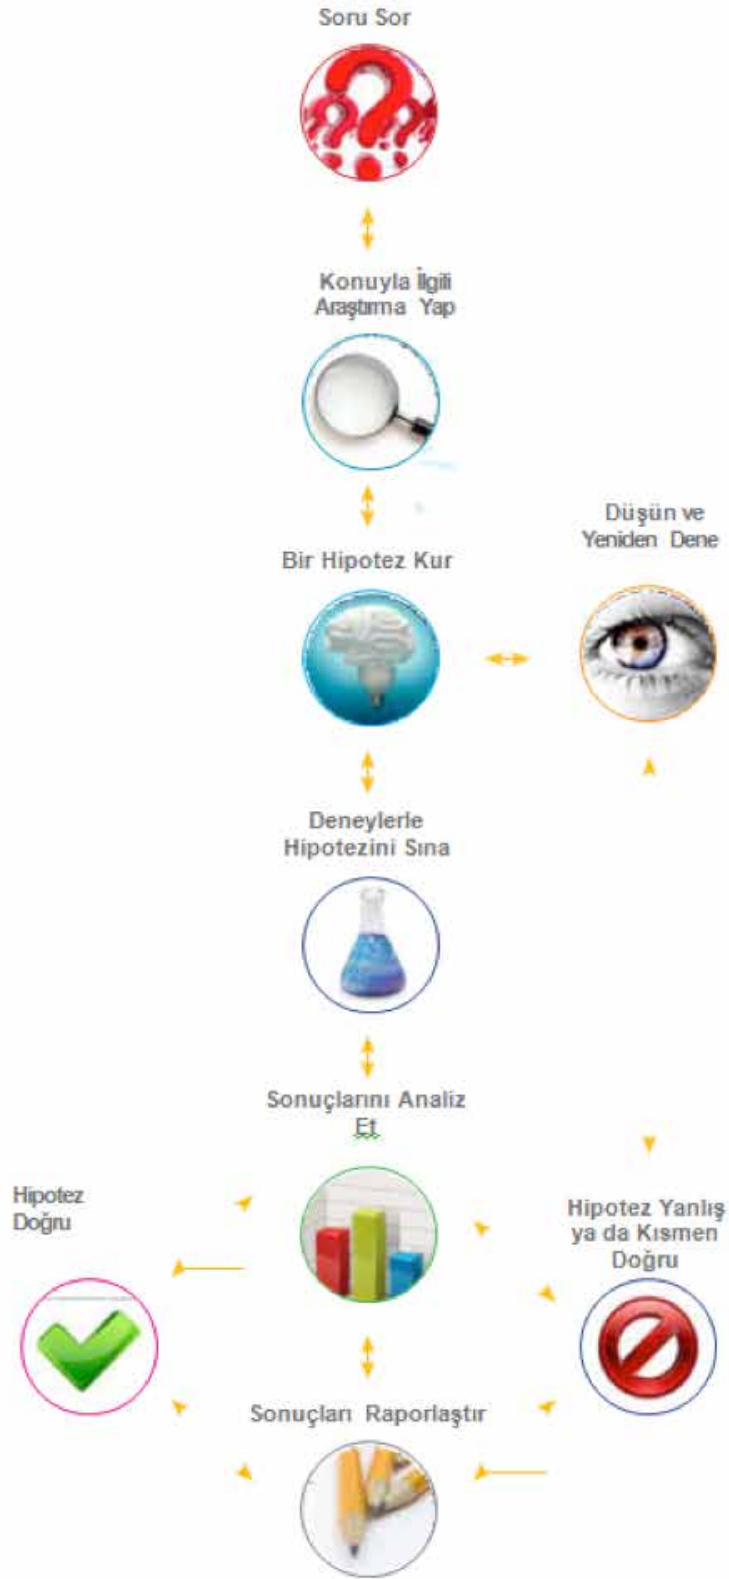 Soru Sor
Konuyla İlgili
Araştırma Yap
Bir Hipotez Kur
Düşün ve
Yeniden Dene
Deneylerle
Hipotezini Sına
Sonuçlarını Analiz
Et
Hipotez
Doğru
Hipotez Yanlış
ya da Kısmen
Doğru
Sonuçları Raporlaştır